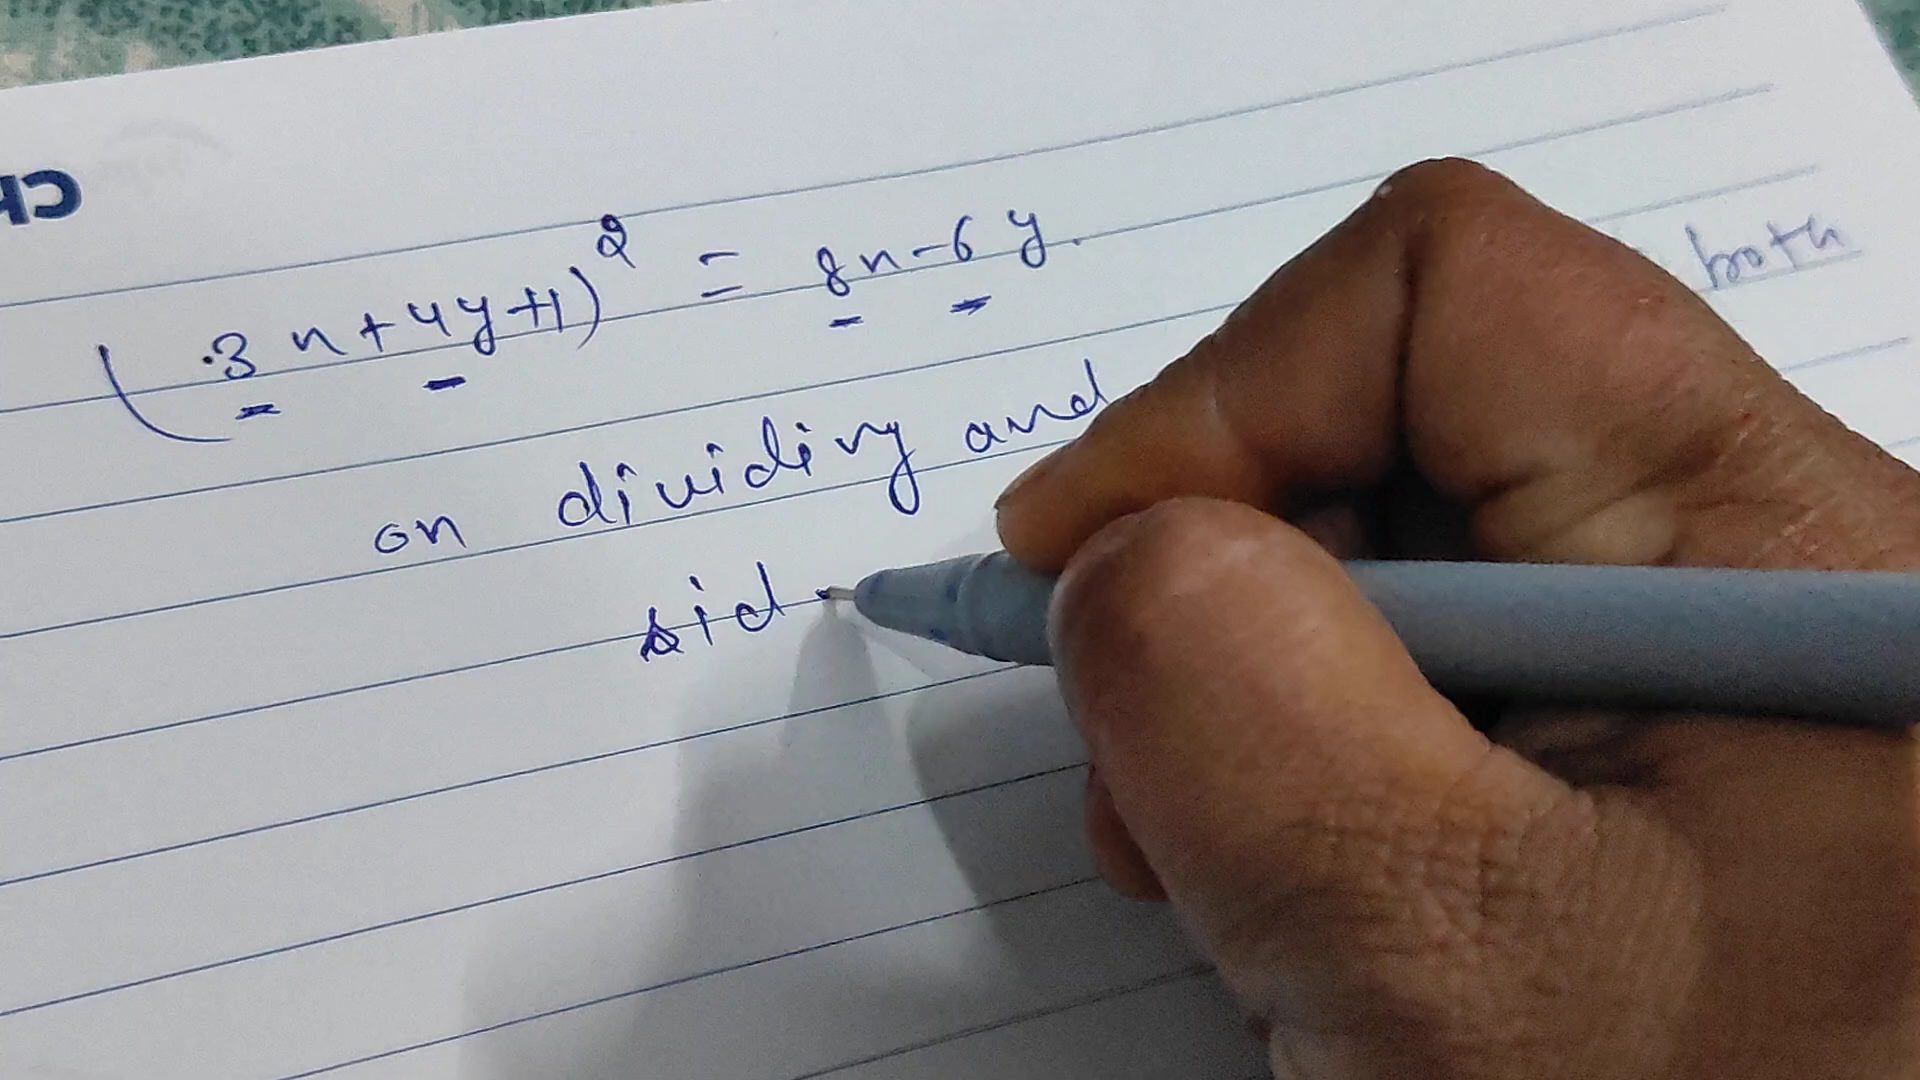 (3x+4y+1)² = 8x-6y.
on dividing and both
sid